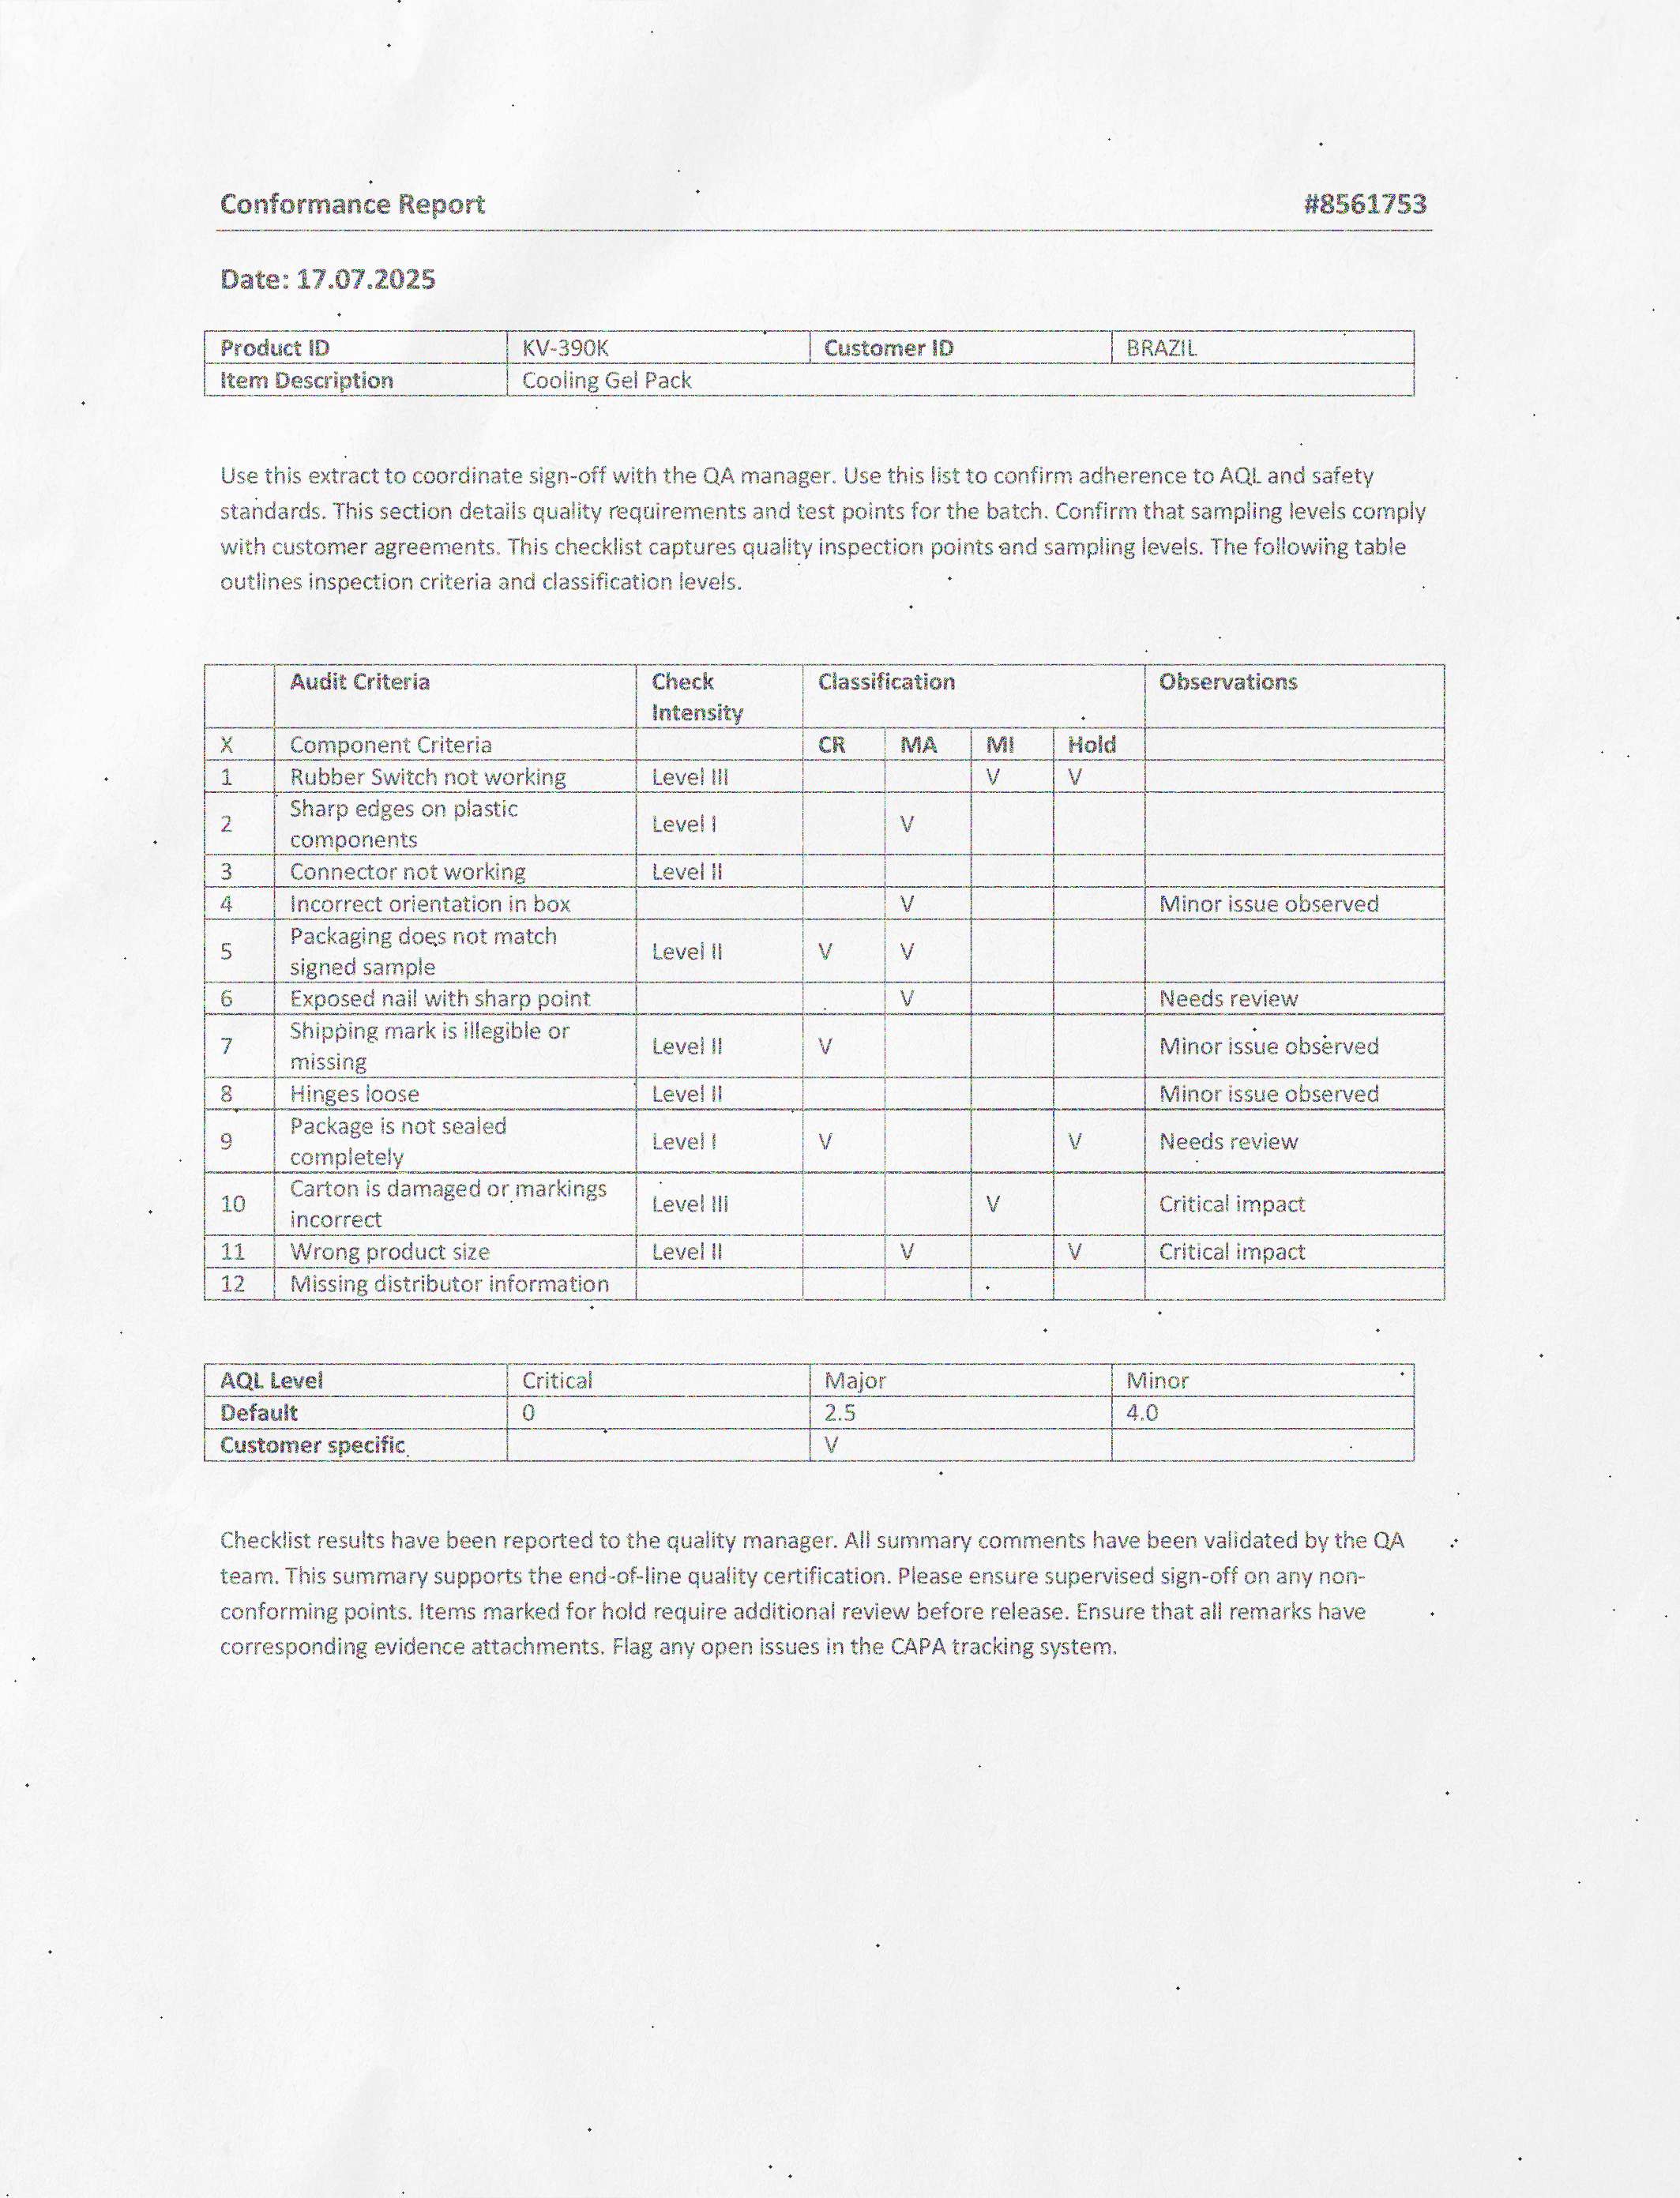 Conformance Report #8561753
Date: 17.07.2025
Product ID KV-390K Customer ID BRAZIL
Item Description Cooling Gel Pack
Use this extract to coordinate sign-off with the QA manager. Use this list to confirm adherence to AQL and safety
standards. This section details quality requirements and test points for the batch. Confirm that sampling levels comply
with customer agreements. This checklist captures quality inspection points and sampling levels. The following table
outlines inspection criteria and classification levels.
Audit Criteria Check Classification Observations
Intensity
X Component Criteria CR MA MI Hold
1 Rubber Switch not working Level III V V
Sharp edges on plastic
2 Level I V
components
3 Connector not working Level II
4 Incorrect orientation in box V Minor issue observed
Packaging does not match
5 Level II V V
signed sample
6 Exposed nail with sharp point V Needs review
Shipping mark is illegible or
7 Level II V Minor issue observed
missing
8 Hinges loose Level II Minor issue observed
Package is not sealed
9 Level I V V Needs review
completely
Carton is damaged or markings
10 Level III V Critical impact
incorrect
11 Wrong product size Level II V V Critical impact
12 Missing distributor information
AQL Level Critical Major Minor
Default 0 2.5 4.0
Customer specific V
Checklist results have been reported to the quality manager. All summary comments have been validated by the QA
team. This summary supports the end-of-line quality certification. Please ensure supervised sign-off on any non-
conforming points. Items marked for hold require additional review before release. Ensure that all remarks have
corresponding evidence attachments. Flag any open issues in the CAPA tracking system.